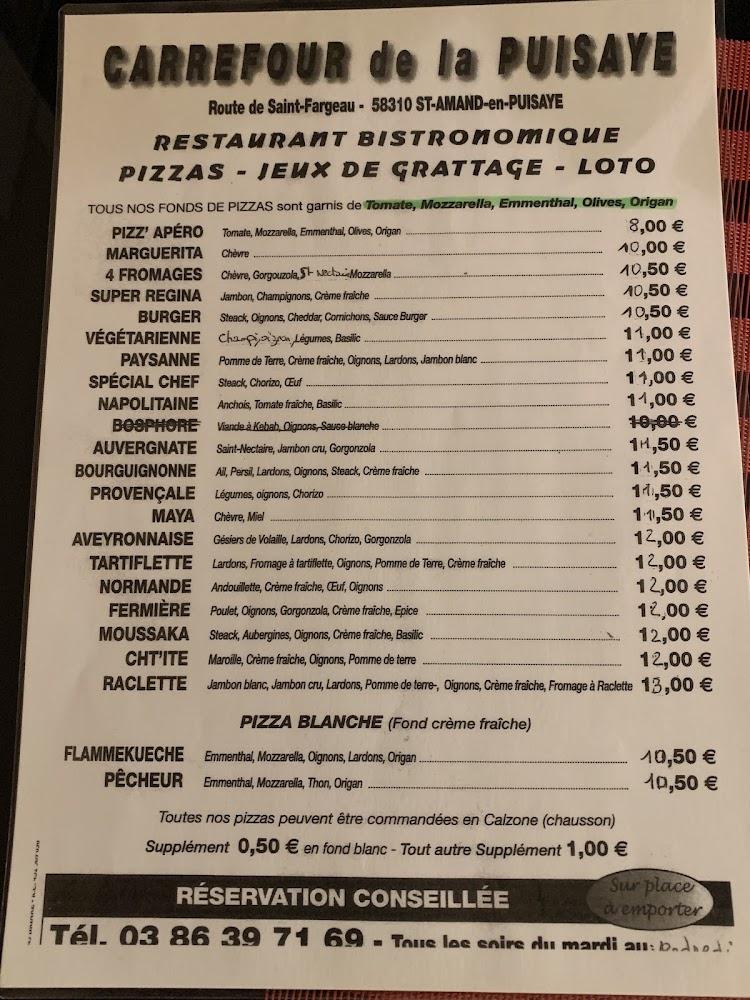 CARREFOUR de la PUISAYE
Route de Saint-Fargeau - 58310 ST-AMAND-en-PUISAYE
RESTAURANT BISTRONOMIQUE
PIZZAS - JEUX DE GRATTAGE - LOTO
TOUS NOS FONDS DE PIZZAS sont garnis de Tomate, Mozzarella, Emmenthal, Olives, Origan
PIZZ' APÉRO Tomate, Mozzarella, Emmenthal, Olives, Origan 8,00 €
MARGUERITA Chèvre 10,00 €
4 FROMAGES Chèvre, Gorgouzola, St Nectaire Mozzarella 10,50 €
SUPER REGINA Jambon, Champignons, Crème fraîche 10,50 €
BURGER Steack, Oignons, Cheddar, Cornichons, Sauce Burger 10,50 €
VÉGÉTARIENNE Légumes, Basilic 11,00 €
PAYSANNE Pomme de Terre, Crème fraîche, Oignons, Lardons, Jambon blanc 11,00 €
SPÉCIAL CHEF Steack, Chorizo, Œuf 11,00 €
NAPOLITAINE Anchois, Tomate fraîche, Basilic 11,00 €
BOSPHORE Viande à Kebab, Oignons, Sauce blanche 10,00 €
AUVERGNATE Saint-Nectaire, Jambon cru, Gorgonzola 11,50 €
BOURGUIGNONNE Ail, Persil, Lardons, Oignons, Steack, Crème fraîche 11,50 €
PROVENÇALE Légumes, oignons, Chorizo 11,50 €
MAYA Chèvre, Miel 11,50 €
AVEYRONNAISE Gésiers de Volaille, Lardons, Chorizo, Gorgonzola 12,00 €
TARTIFLETTE Lardons, Fromage à tartiflette, Oignons, Pomme de Terre, Crème fraîche 12,00 €
NORMANDE Andouillette, Crème fraîche, Œuf, Oignons 12,00 €
FERMIÈRE Poulet, Oignons, Gorgonzola, Crème fraîche, Epice 12,00 €
MOUSSAKA Steack, Aubergines, Oignons, Crème fraîche, Basilic 12,00 €
CHT'ITE Maroille, Crème fraîche, Oignons, Pomme de terre 12,00 €
RACLETTE Jambon blanc, Jambon cru, Lardons, Pomme de terre-, Oignons, Crème fraîche, Fromage à Raclette 13,00 €
PIZZA BLANCHE (Fond crème fraîche)
FLAMMEKUECHE Emmenthal, Mozzarella, Oignons, Lardons, Origan 10,50 €
PÊCHEUR Emmenthal, Mozzarella, Thon, Origan 10,50 €
Toutes nos pizzas peuvent être commandées en Calzone (chausson)
Supplément 0,50 € en fond blanc - Tout autre Supplément 1,00 €
RÉSERVATION CONSEILLÉE
Sur place
à emporter
Tél. 03 86 39 71 69 - Tous les soirs du mardi au: